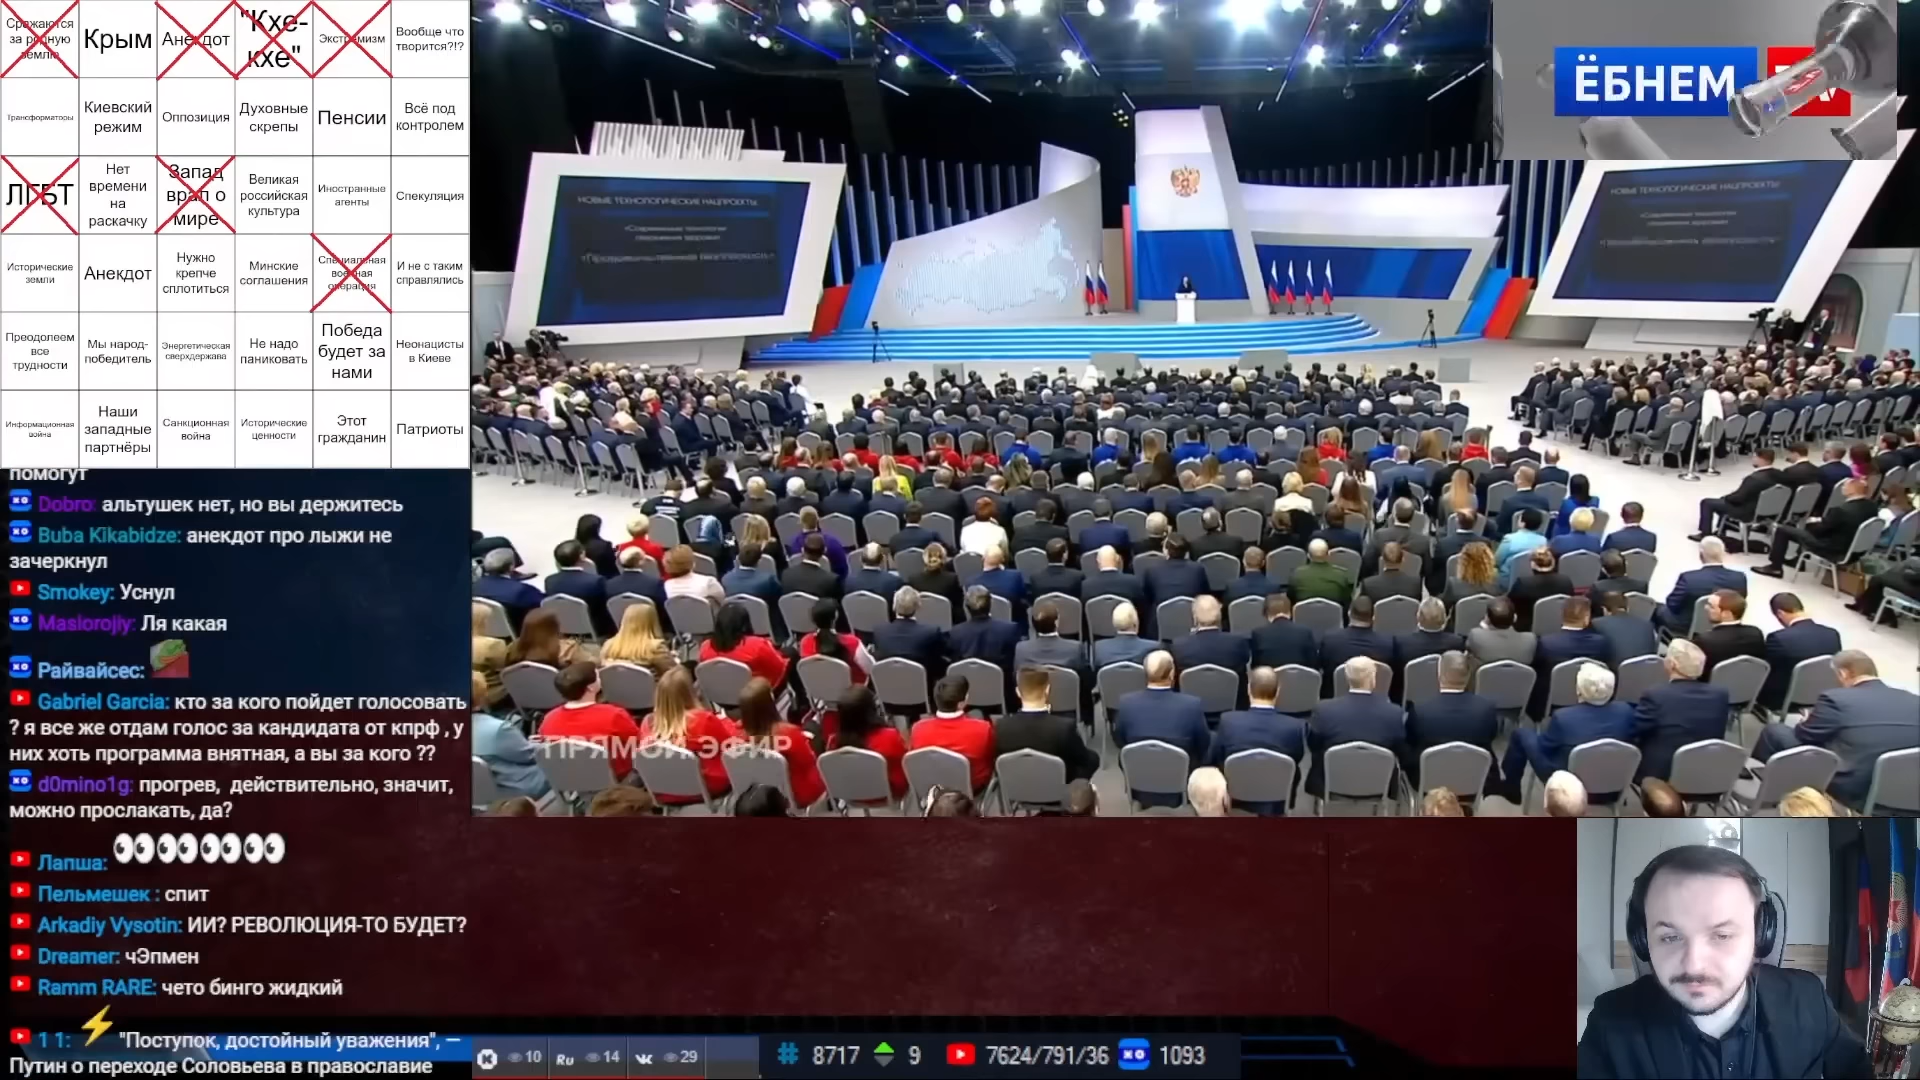 Сражаются
за родную
землю
Крым
Анекдот
"Кхе-
кхе"
Экстремизм
Вообще что
творится?!?
Трансформаторы
Киевский
режим
Оппозиция
Духовные
скрепы
Пенсии
Всё под
контролем
ЛГБТ
Нет
времени
на
раскачку
Запад
врал о
мире
Великая
российская
культура
Иностранные
агенты
Спекуляция
Исторические
земли
Анекдот
Нужно
крепче
сплотиться
Минские
соглашения
Специальная
военная
операция
И не с таким
справлялись
Преодолеем
все
трудности
Мы народ-
победитель
Энергетическая
сверхдержава
Не надо
паниковать
Победа
будет за
нами
Неонацисты
в Киеве
Информационная
война
Наши
западные
партнёры
Санкционная
война
Исторические
ценности
Этот
гражданин
Патриоты
НОВЫЕ ТЕХНОЛОГИЧЕСКИЕ НАЦПРОЕКТЫ
НОВЫЕ ТЕХНОЛОГИЧЕСКИЕ НАЦПРОЕКТЫ
ЁБНЕМ
ПРЯМОЙ ЭФИР
помогут
Dobro: альтушек нет, но вы держитесь
Buba Kikabidze: анекдот про лыжи не
зачеркнул
Smokey: Уснул
Maslorojiy: Ля какая
Райвайсес:
Gabriel Garcia: кто за кого пойдет голосовать
? я все же отдам голос за кандидата от кпрф , у
них хоть программа внятная, а вы за кого ??
d0mino1g: прогрев, действительно, значит,
можно прослакать, да?
Лапша:
Пельмешек : спит
Arkadiy Vysotin: ИИ? РЕВОЛЮЦИЯ-ТО БУДЕТ?
Dreamer: чЭпмен
Ramm RARE: чето бинго жидкий
1 1: "Поступок, достойный уважения", —
Путин о переходе Соловьева в православие
10
Ru 14
29
# 8717 9 7624/791/36 1093